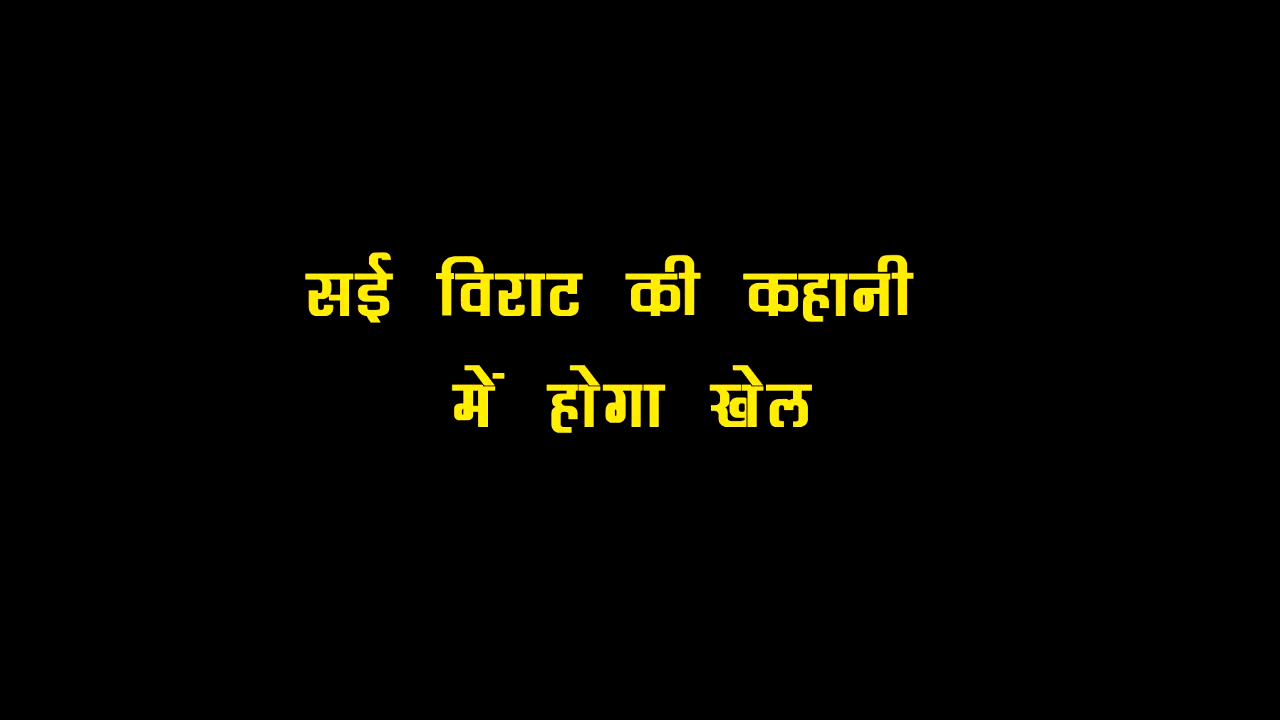 सई विराट की कहानी
में होगा खेल